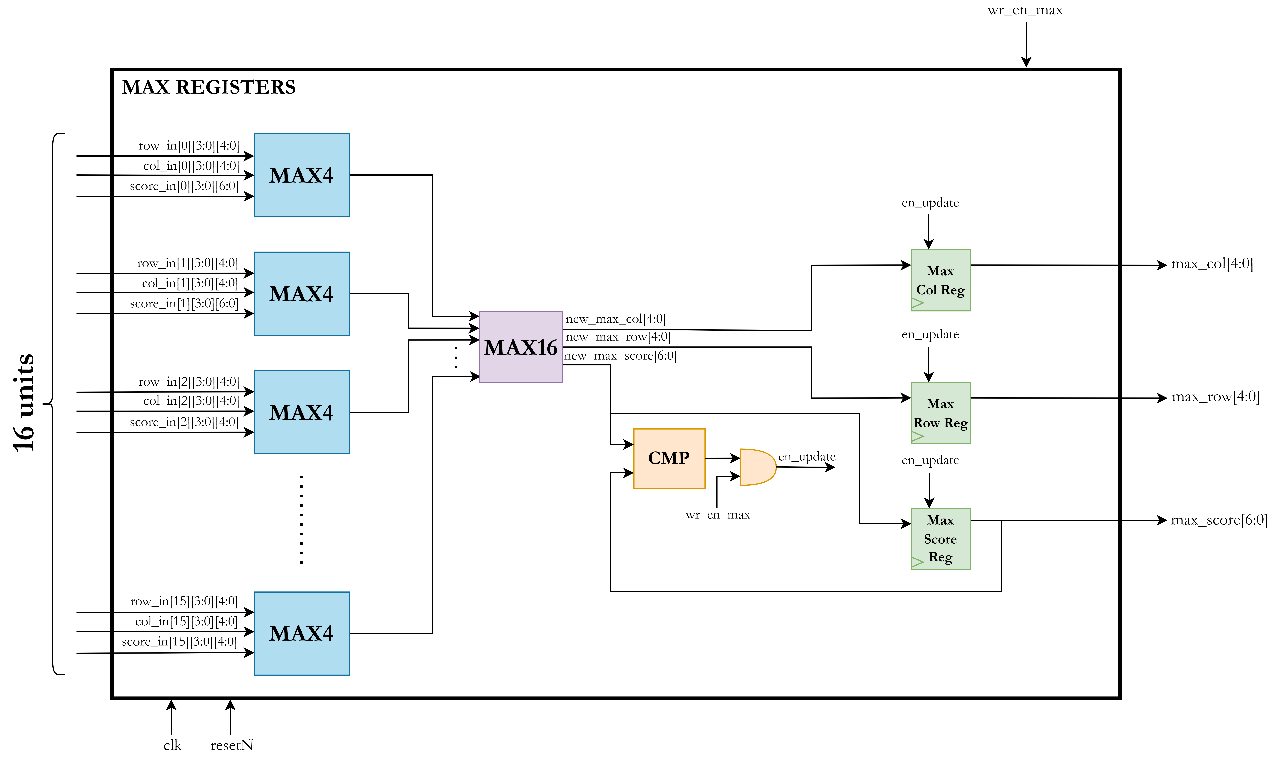 wr_en_max
MAX REGISTERS
16 units
row_in[0][3:0][4:0]
col_in[0][3:0][4:0]
score_in[0][3:0][6:0]
MAX4
row_in[1][3:0][4:0]
col_in[1][3:0][4:0]
score_in[1][3:0][6:0]
MAX4
row_in[2][3:0][4:0]
col_in[2][3:0][4:0]
score_in[2][3:0][4:0]
MAX4
row_in[15][3:0][4:0]
col_in[15][3:0][4:0]
score_in[15][3:0][4:0]
MAX4
MAX16
new_max_col[4:0]
new_max_row[4:0]
new_max_score[6:0]
CMP
wr_en_max
en_update
en_update
Max
Col Reg
max_col[4:0]
en_update
Max
Row Reg
max_row[4:0]
en_update
Max
Score
Reg
max_score[6:0]
clk
resetN